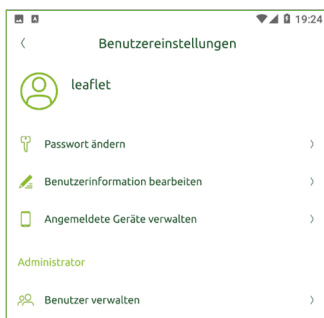 19:24
Benutzereinstellungen
leaflet
Passwort ändern
Benutzerinformation bearbeiten
Angemeldete Geräte verwalten
Administrator
Benutzer verwalten